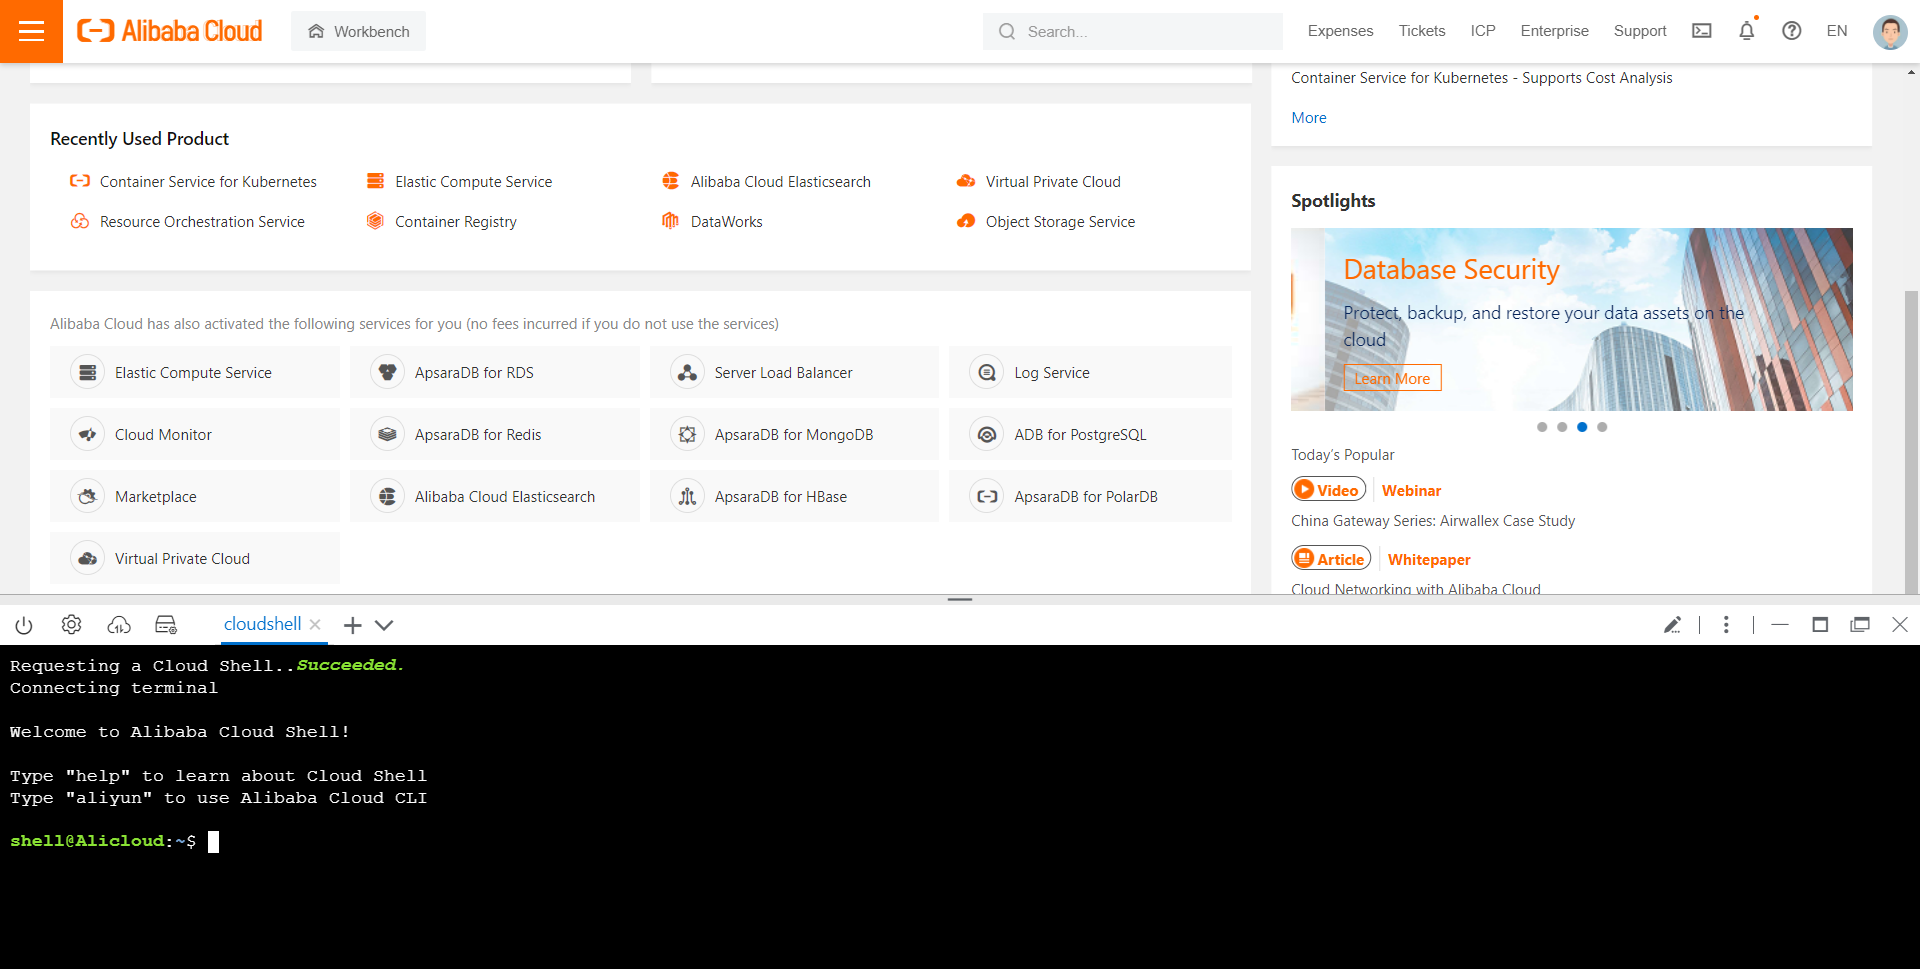 Alibaba Cloud
Workbench
Search...
Expenses
Tickets
ICP
Enterprise
Support
EN
Container Service for Kubernetes - Supports Cost Analysis
More
Recently Used Product
Container Service for Kubernetes
Elastic Compute Service
Alibaba Cloud Elasticsearch
Virtual Private Cloud
Resource Orchestration Service
Container Registry
DataWorks
Object Storage Service
Alibaba Cloud has also activated the following services for you (no fees incurred if you do not use the services)
Elastic Compute Service
ApsaraDB for RDS
Server Load Balancer
Log Service
Cloud Monitor
ApsaraDB for Redis
ApsaraDB for MongoDB
ADB for PostgreSQL
Marketplace
Alibaba Cloud Elasticsearch
ApsaraDB for HBase
ApsaraDB for PolarDB
Virtual Private Cloud
Spotlights
Database Security
Protect, backup, and restore your data assets on the
cloud
Learn More
Today's Popular
Video
Webinar
China Gateway Series: Airwallex Case Study
Article
Whitepaper
Cloud Networking with Alibaba Cloud
cloudshell
Requesting a Cloud Shell..Succeeded.
Connecting terminal
Welcome to Alibaba Cloud Shell!
Type "help" to learn about Cloud Shell
Type "aliyun" to use Alibaba Cloud CLI
shell@Alicloud:~$